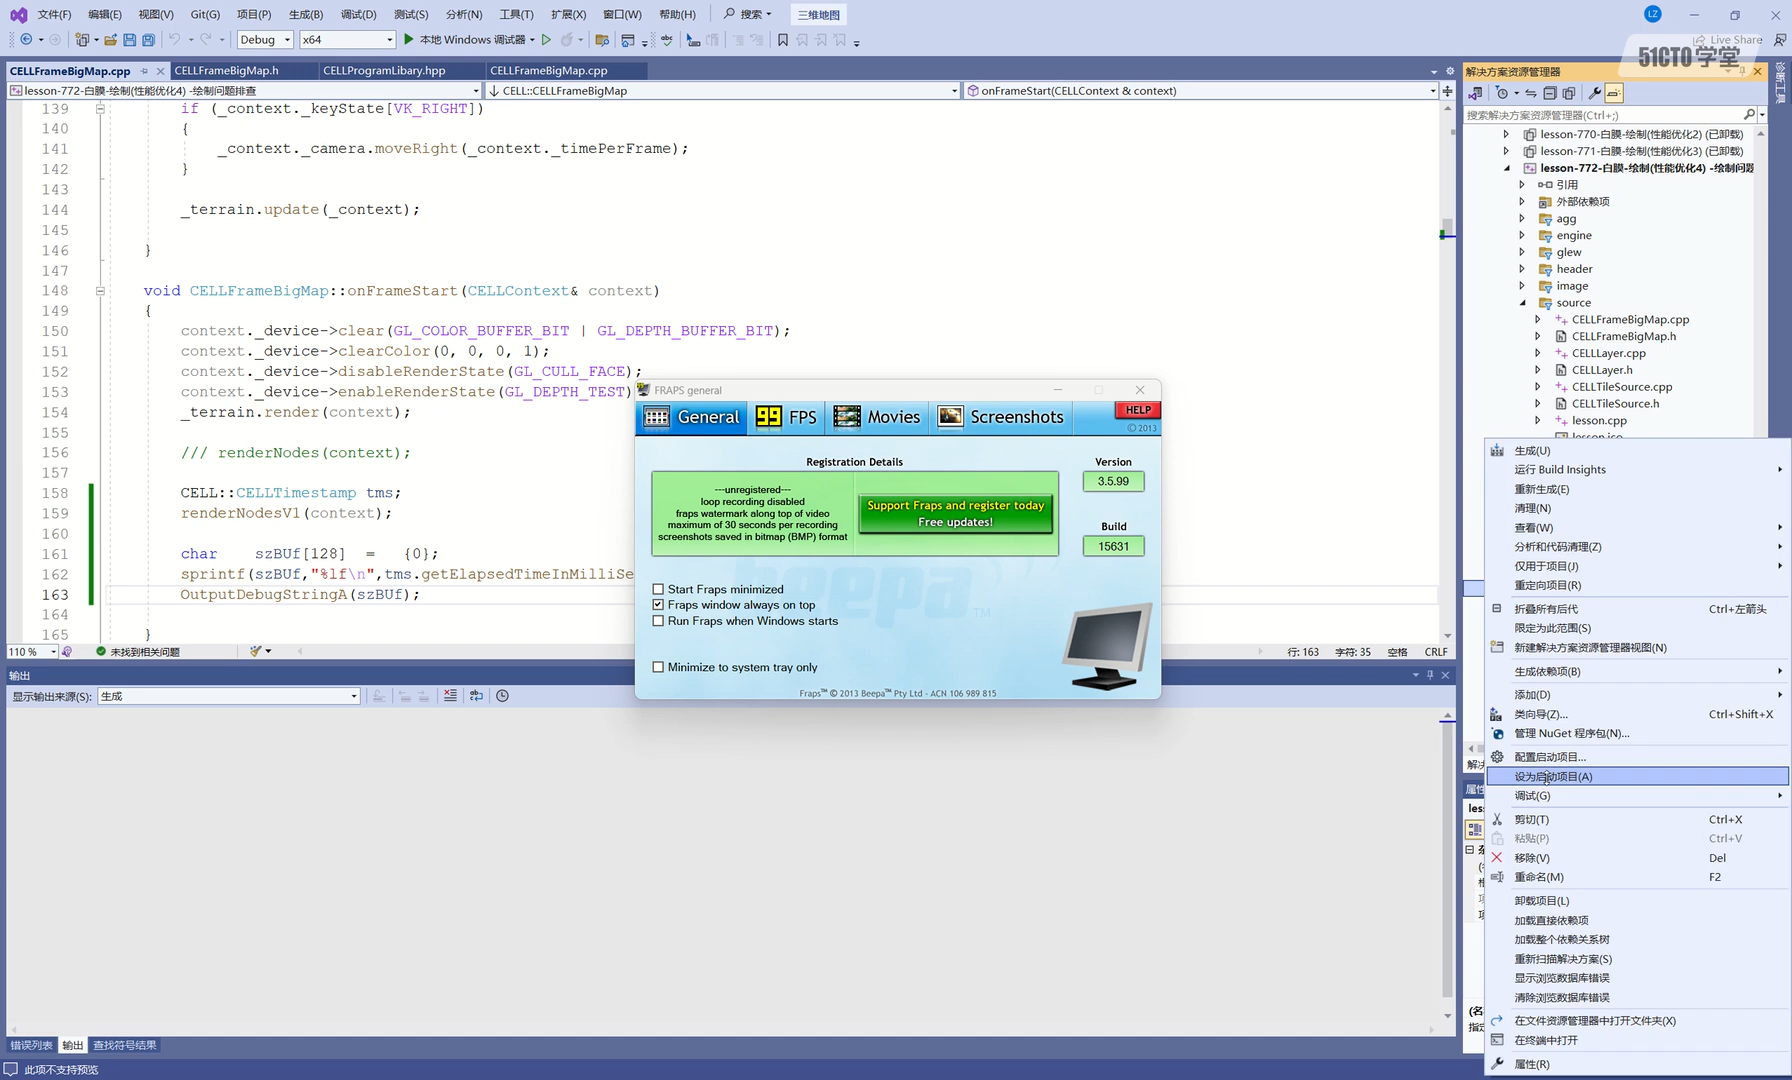 文件(F) 编辑(E) 视图(V) Git(G) 项目(P) 生成(B) 调试(D) 测试(S) 分析(N) 工具(T) 扩展(X) 窗口(W) 帮助(H) 搜索 三维地图 LZ
Debug x64 本地 Windows 调试器 Live Share
51CTO学堂
CELLFrameBigMap.cpp CELLFrameBigMap.h CELLProgramLibary.hpp CELLFrameBigMap.cpp
lesson-772-白膜-绘制(性能优化4) -绘制问题排查 CELL::CELLFrameBigMap onFrameStart(CELLContext & context)
139 if (_context._keyState[VK_RIGHT])
140 {
141 _context._camera.moveRight(_context._timePerFrame);
142 }
143
144 _terrain.update(_context);
145
146 }
147
148 void CELLFrameBigMap::onFrameStart(CELLContext& context)
149 {
150 context._device->clear(GL_COLOR_BUFFER_BIT | GL_DEPTH_BUFFER_BIT);
151 context._device->clearColor(0, 0, 0, 1);
152 context._device->disableRenderState(GL_CULL_FACE);
153 context._device->enableRenderState(GL_DEPTH_TEST)
154 _terrain.render(context);
155
156 /// renderNodes(context);
157
158 CELL::CELLTimestamp tms;
159 renderNodesV1(context);
160
161 char szBUf[128] = {0};
162 sprintf(szBUf,"%lf\n",tms.getElapsedTimeInMilliSe
163 OutputDebugStringA(szBUf);
164
165 }
110 % 未找到相关问题 行: 163 字符: 35 空格 CRLF
FRAPS general
General 99 FPS Movies Screenshots HELP
© 2013
Registration Details
---unregistered---
loop recording disabled
fraps watermark along top of video
maximum of 30 seconds per recording
screenshots saved in bitmap (BMP) format
Support Fraps and register today
Free updates!
Version
3.5.99
Build
15631
beepa™
Start Fraps minimized
Fraps window always on top
Run Fraps when Windows starts
Minimize to system tray only
Fraps™ © 2013 Beepa™ Pty Ltd - ACN 106 989 815
输出
显示输出来源(S): 生成
错误列表 输出 查找符号结果
此项不支持预览
解决方案资源管理器
诊断工具
搜索解决方案资源管理器(Ctrl+;)
lesson-770-白膜-绘制(性能优化2) (已卸载)
lesson-771-白膜-绘制(性能优化3) (已卸载)
lesson-772-白膜-绘制(性能优化4) -绘制问题
引用
外部依赖项
agg
engine
glew
header
image
source
CELLFrameBigMap.cpp
CELLFrameBigMap.h
CELLLayer.cpp
CELLLayer.h
CELLTileSource.cpp
CELLTileSource.h
lesson.cpp
lesson.ico
生成(U)
运行 Build Insights
重新生成(E)
清理(N)
查看(W)
分析和代码清理(Z)
仅用于项目(J)
重定向项目(R)
折叠所有后代 Ctrl+左箭头
限定为此范围(S)
新建解决方案资源管理器视图(N)
生成依赖项(B)
添加(D)
类向导(Z)... Ctrl+Shift+X
管理 NuGet 程序包(N)...
配置启动项目...
设为启动项目(A)
调试(G)
剪切(T) Ctrl+X
粘贴(P) Ctrl+V
移除(V) Del
重命名(M) F2
卸载项目(L)
加载直接依赖项
加载整个依赖关系树
重新扫描解决方案(S)
显示浏览数据库错误
清除浏览数据库错误
在文件资源管理器中打开文件夹(X)
在终端中打开
属性(R)
解决
属性
les
(名
指定